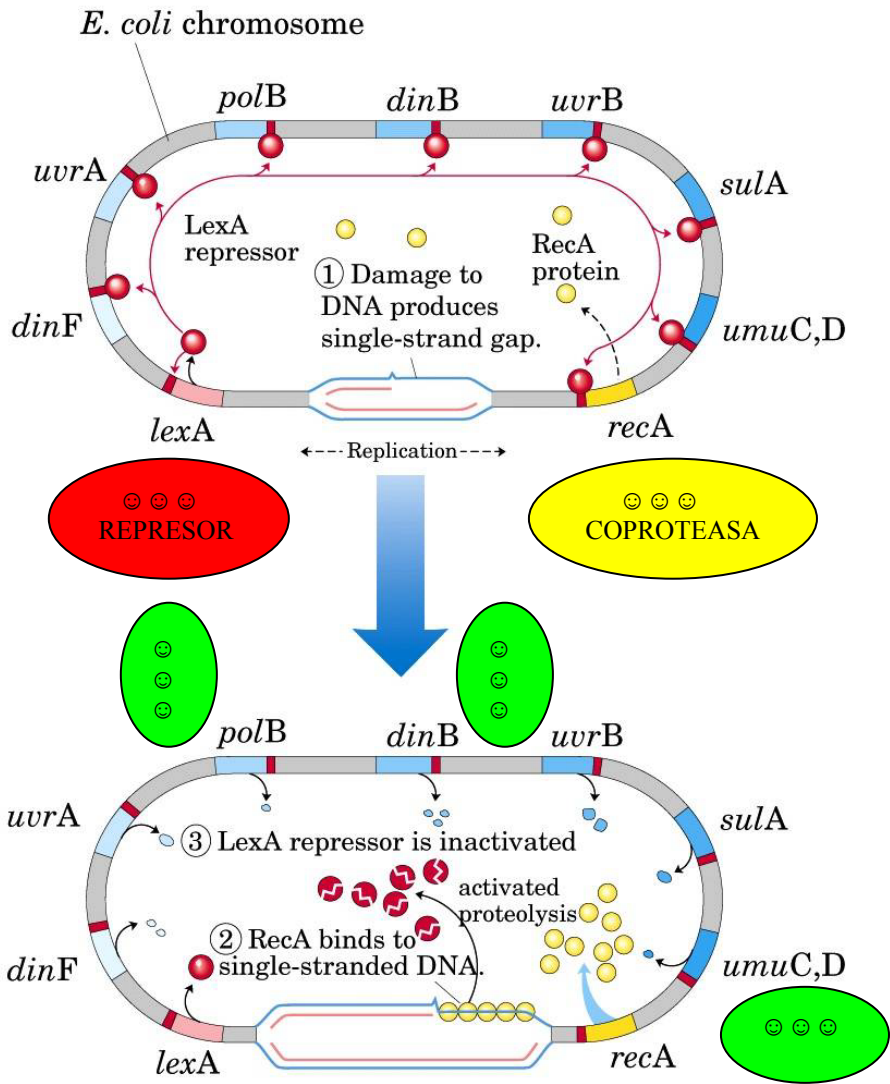 E. coli chromosome
polB
dinB
uvrB
uvrA
sulA
LexA
repressor
RecA
protein
① Damage to
DNA produces
single-strand gap.
dinF
umuC,D
lexA
recA
Replication
☺☺☺
REPRESOR
☺☺☺
COPROTEASA
☺
☺
☺
☺
☺
☺
polB
dinB
uvrB
uvrA
sulA
③ LexA repressor is inactivated
activated
proteolysis
② RecA binds to
single-stranded DNA.
dinF
umuC,D
lexA
recA
☺☺☺